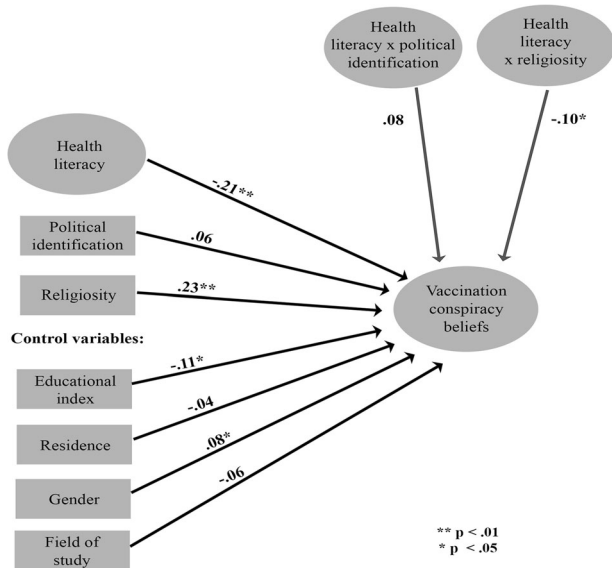 Health
literacy x political
identification
Health
literacy
x religiosity
.08
-.10*
Health
literacy
-.21**
Political
identification
.06
Religiosity
.23**
Vaccination
conspiracy
beliefs
Control variables:
Educational
index
-.11*
Residence
-.04
Gender
.08*
Field of
study
-.06
** p < .01
* p < .05